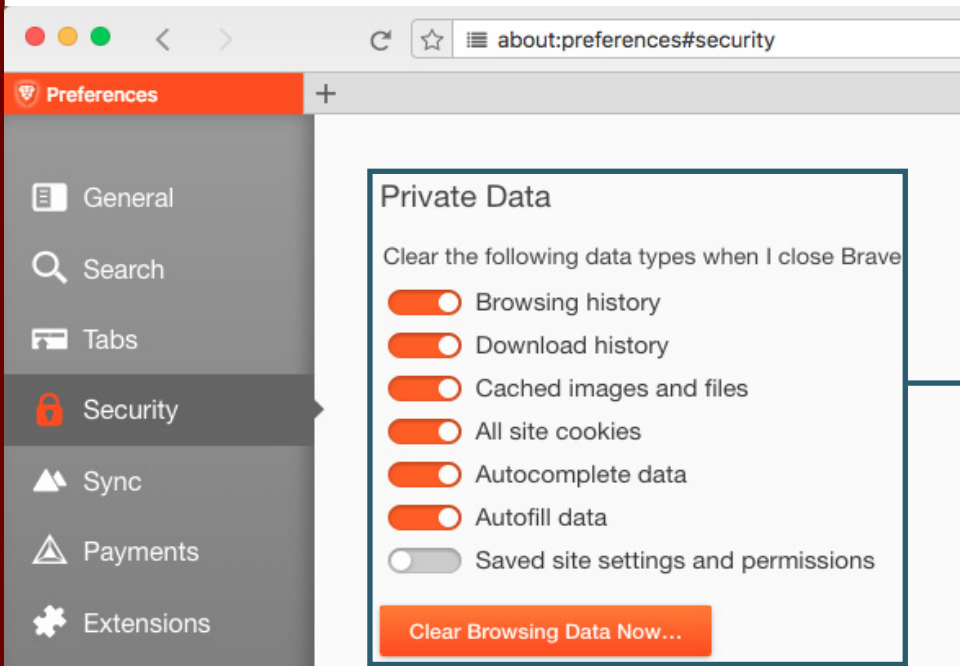 about:preferences#security
Preferences
General
Search
Tabs
Security
Sync
Payments
Extensions
Private Data
Clear the following data types when I close Brave
Browsing history
Download history
Cached images and files
All site cookies
Autocomplete data
Autofill data
Saved site settings and permissions
Clear Browsing Data Now...